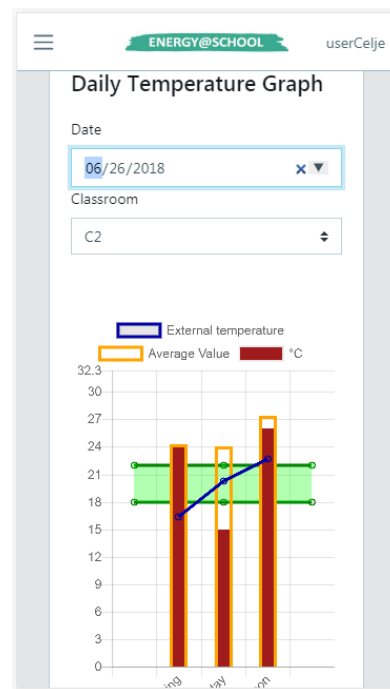 ENERGY@SCHOOL
userCelje
Daily Temperature Graph
Date
06/26/2018
Classroom
C2
External temperature
Average Value
°C
32.3
30
27
24
21
18
15
12
9
6
3
0